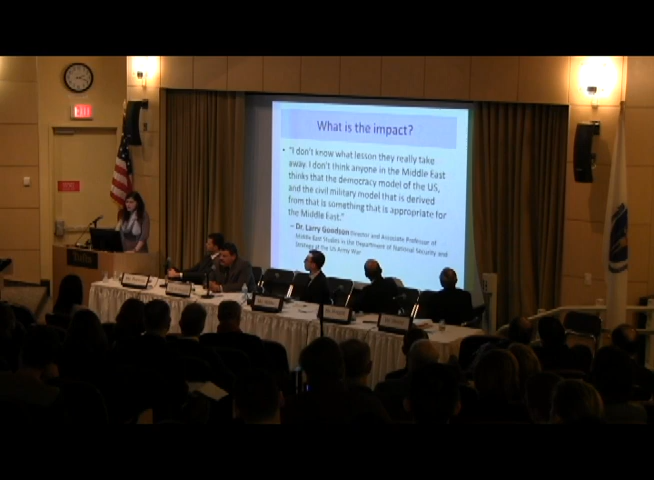 EXIT
What is the impact?
• "I don't know what lesson they really take
away. I don't think anyone in the Middle East
thinks that the democracy model of the US,
and the civil military model that is derived
from that is something that is appropriate for
the Middle East."
– Dr. Larry Goodson Director and Associate Professor of
Middle East Studies in the Department of National Security and
Strategy at the US Army War
Tufts